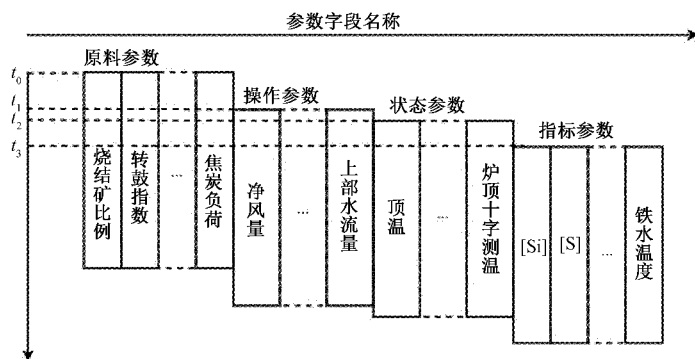 参数字段名称
原料参数
t0
操作参数
t1
状态参数
t2
指标参数
t3
烧结矿比例
转鼓指数
...
焦炭负荷
净风量
...
上部水流量
顶温
...
炉顶十字测温
[Si]
[S]
...
铁水温度